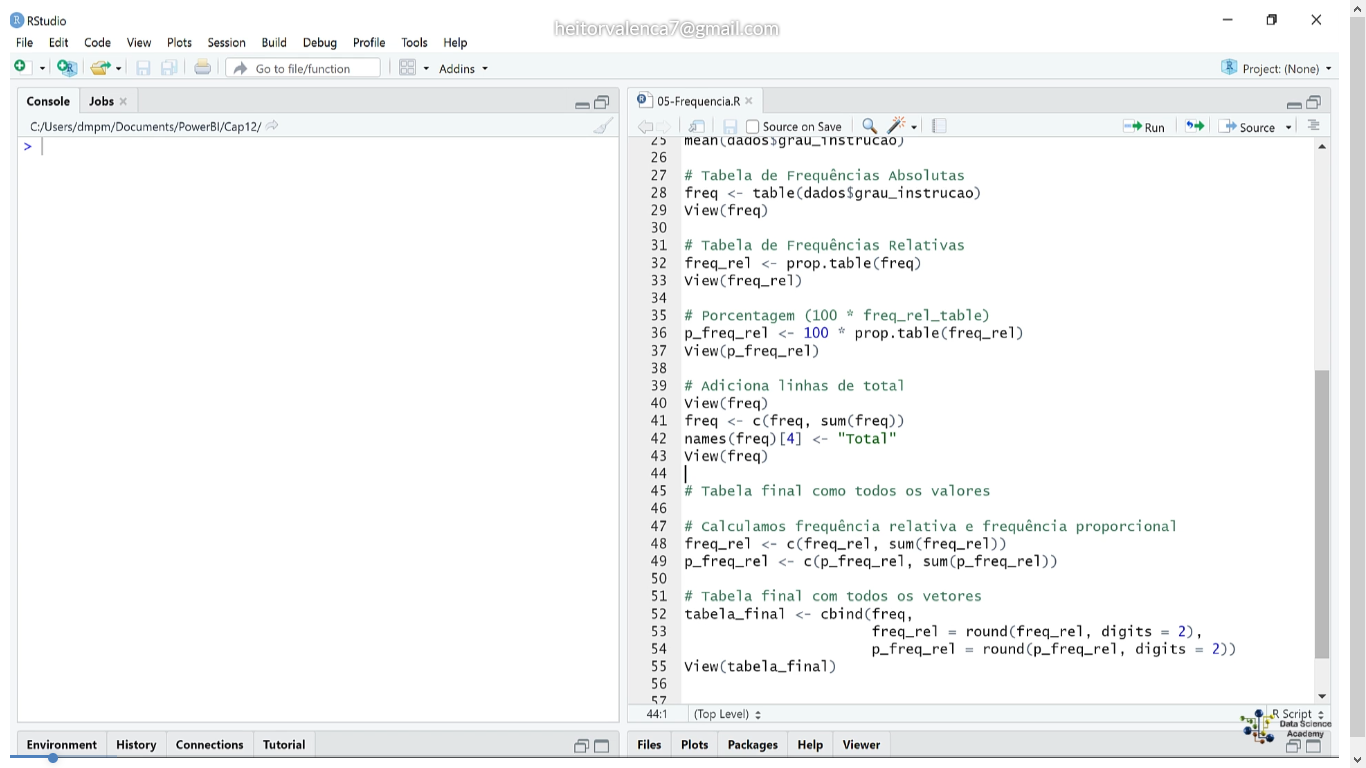 RStudio
heitorvalenca7@gmail.com
File Edit Code View Plots Session Build Debug Profile Tools Help
Go to file/function
Addins
Project: (None)
Console Jobs
C:/Users/dmpm/Documents/PowerBI/Cap12/
>
05-Frequencia.R
Source on Save
Run
Source
25 mean(dados$grau_instrucao)
26
27 # Tabela de Frequências Absolutas
28 freq <- table(dados$grau_instrucao)
29 View(freq)
30
31 # Tabela de Frequências Relativas
32 freq_rel <- prop.table(freq)
33 View(freq_rel)
34
35 # Porcentagem (100 * freq_rel_table)
36 p_freq_rel <- 100 * prop.table(freq_rel)
37 View(p_freq_rel)
38
39 # Adiciona linhas de total
40 View(freq)
41 freq <- c(freq, sum(freq))
42 names(freq)[4] <- "Total"
43 View(freq)
44
45 # Tabela final como todos os valores
46
47 # Calculamos frequência relativa e frequência proporcional
48 freq_rel <- c(freq_rel, sum(freq_rel))
49 p_freq_rel <- c(p_freq_rel, sum(p_freq_rel))
50
51 # Tabela final com todos os vetores
52 tabela_final <- cbind(freq,
53 freq_rel = round(freq_rel, digits = 2),
54 p_freq_rel = round(p_freq_rel, digits = 2))
55 View(tabela_final)
56
57
44:1 (Top Level) R Script
Data Science
Academy
Environment History Connections Tutorial
Files Plots Packages Help Viewer